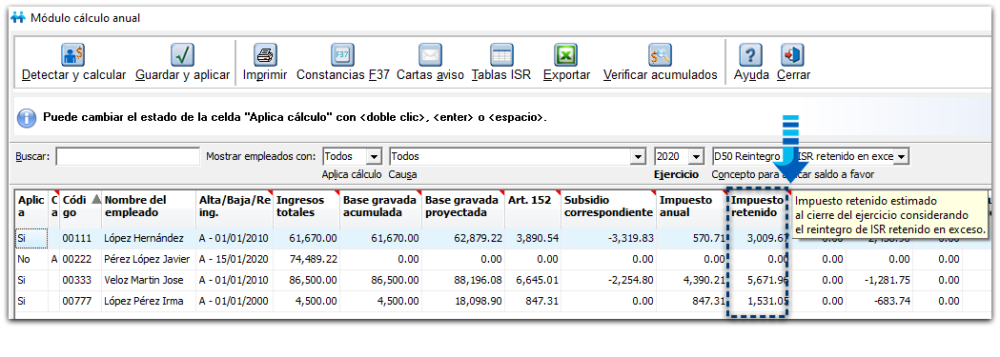 Módulo cálculo anual
Detectar y calcular Guardar y aplicar Imprimir Constancias F37 Cartas aviso Tablas ISR Exportar Verificar acumulados Ayuda Cerrar
Puede cambiar el estado de la celda "Aplica cálculo" con <doble clic>, <enter> o <espacio>.
Buscar: Mostrar empleados con: Todos Todos 2020 D50 Reintegro ISR retenido en exce
Aplica cálculo Causa Ejercicio Concepto para aplicar saldo a favor
Aplic C Códi Nombre del Alta/Baja/Re Ingresos Base gravada Base gravada Art. 152 Subsidio Impuesto Impuesto
a a go empleado ing. totales acumulada proyectada correspondiente anual retenido
Impuesto retenido estimado
al cierre del ejercicio considerando
el reintegro de ISR retenido en exceso.
Si 00111 López Hernández A - 01/01/2010 61,670.00 61,670.00 62,879.22 3,890.54 -3,319.83 570.71 3,009.67
No A 00222 Pérez López Javier A - 15/01/2020 74,489.22 0.00 0.00 0.00 0.00 0.00 0.00 0.00 0.00 0.00
Si 00333 Veloz Martin Jose A - 01/01/2010 86,500.00 86,500.00 88,196.08 6,645.01 -2,254.80 4,390.21 5,671.96 0.00 -1,281.75 0.00
Si 00777 López Pérez Irma A - 01/01/2000 4,500.00 4,500.00 18,098.90 847.31 0.00 847.31 1,531.05 0.00 -683.74 0.00